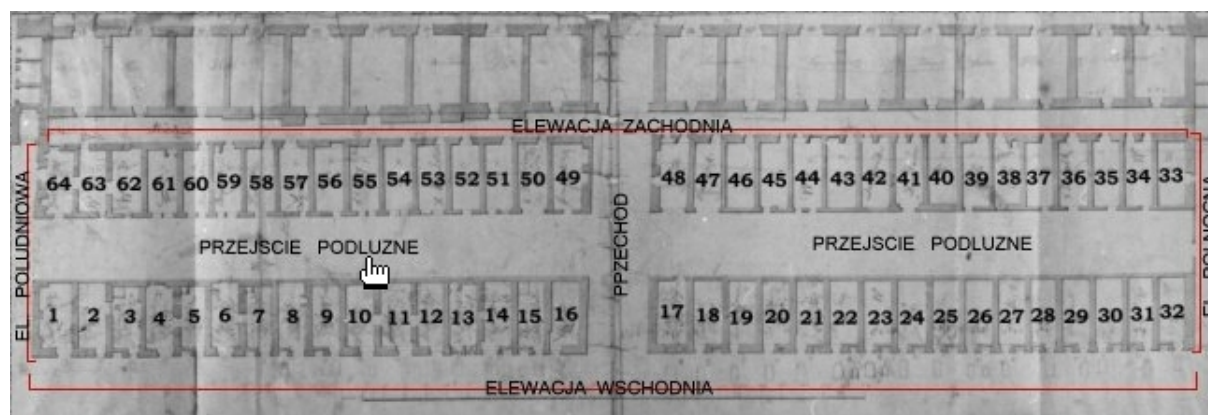 ELEWACJA ZACHODNIA
64 63 62 61 60 59 58 57 56 55 54 53 52 51 50 49
48 47 46 45 44 43 42 41 40 39 38 37 36 35 34 33
EL POLUDNIOWA
PRZEJSCIE PODLUZNE
PPZECHOD
PRZEJSCIE PODLUZNE
EL POLNOCNA
1 2 3 4 5 6 7 8 9 10 11 12 13 14 15 16
17 18 19 20 21 22 23 24 25 26 27 28 29 30 31 32
ELEWACJA WSCHODNIA